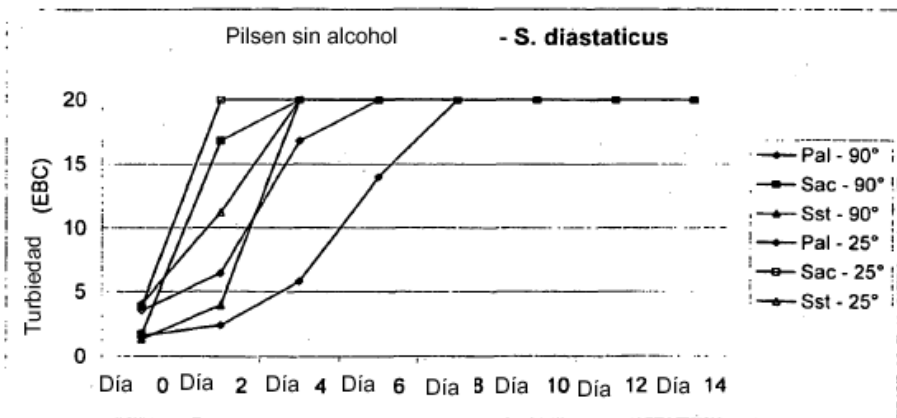 Pilsen sin alcohol - S. diastaticus
20
15
10
5
0
Turbiedad (EBC)
Día 0 Día 2 Día 4 Día 6 Día 8 Día 10 Día 12 Día 14
Pal - 90°
Sac - 90°
Sst - 90°
Pal - 25°
Sac - 25°
Sst - 25°